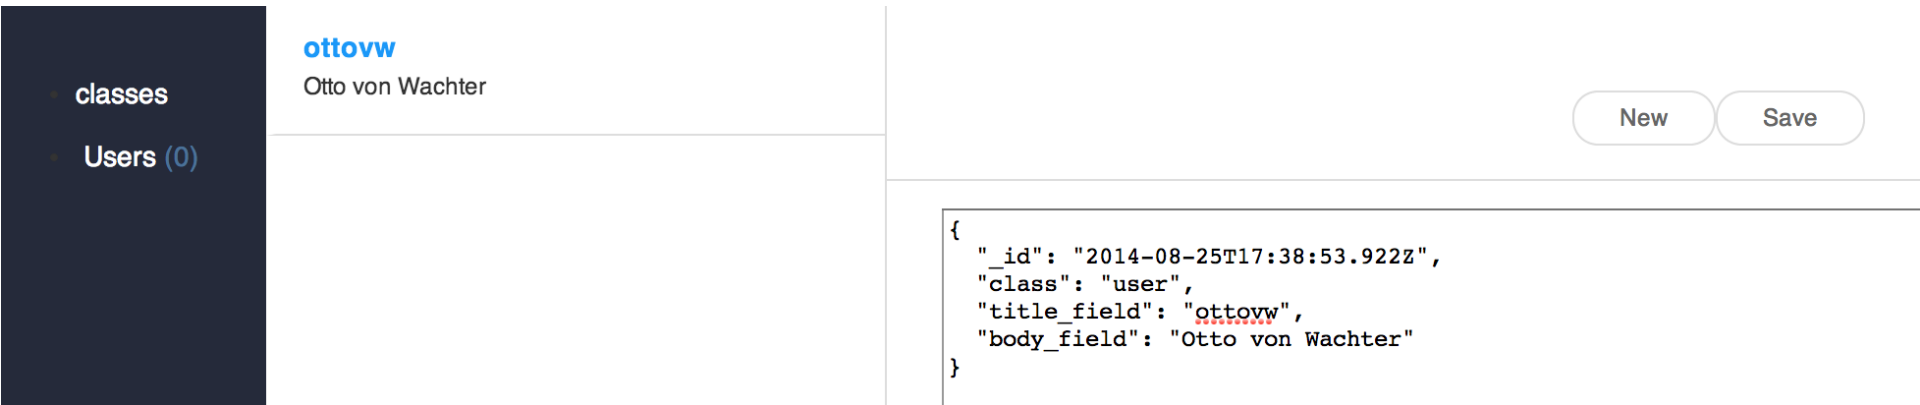 classes
Users (0)
ottovw
Otto von Wachter
New
Save
{
"_id": "2014-08-25T17:38:53.922Z",
"class": "user",
"title_field": "ottovw",
"body_field": "Otto von Wachter"
}